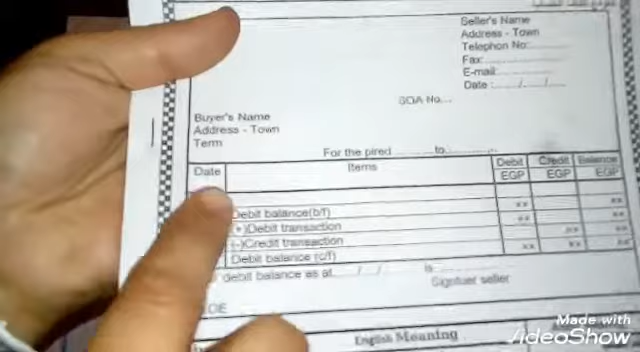 Seller's Name
Address - Town
Telephon No:
Fax:
E-mail:
Date : ....../....../......
SOA No....
Buyer's Name
Address - Town
Term
For the pired ............to............
Date Items Debit Credit Balance
EGP EGP EGP
Debit balance(b/f) xx xx
(+)Debit transaction xx
(-)Credit transaction xx xx
Debit balance (c/f) xx xx xx
debit balance as at....../....../...... is
Signtuer seller
OE
English Meaning
Made with
VideoShow